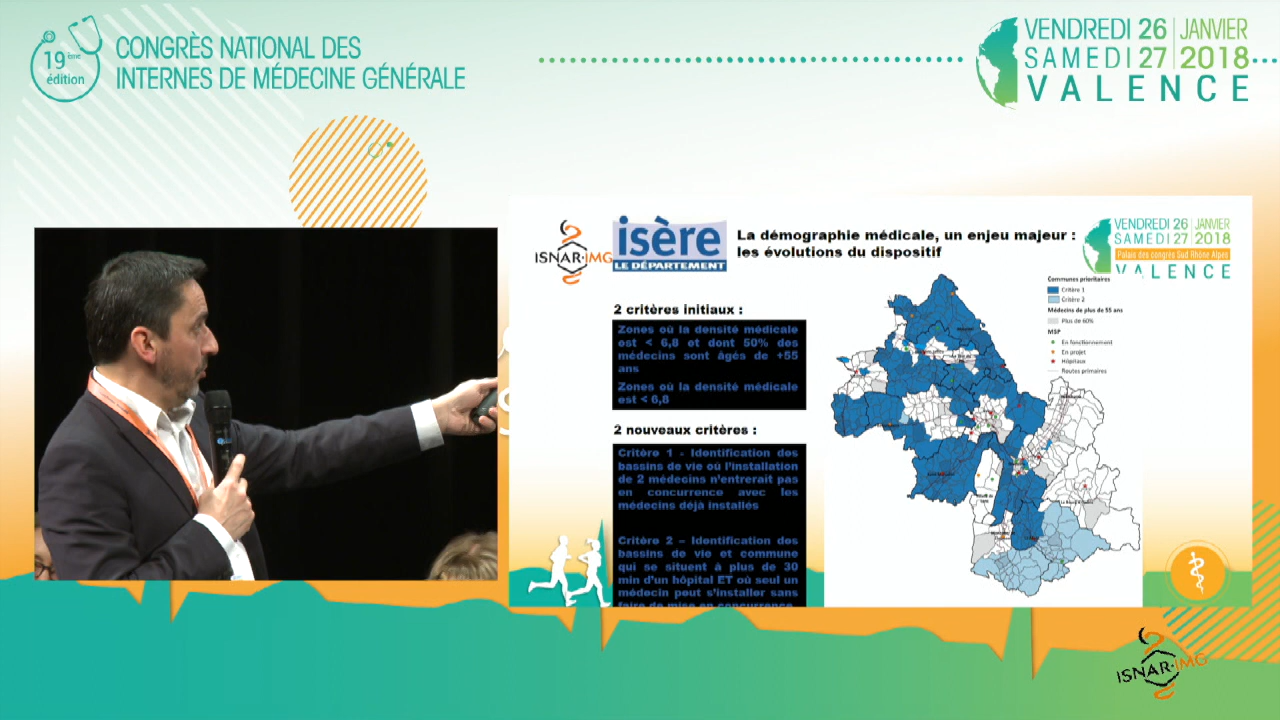 19ème
édition
CONGRÈS NATIONAL DES
INTERNES DE MÉDECINE GÉNÉRALE
VENDREDI 26 JANVIER
SAMEDI 27 2018
VALENCE
ISNAR-IMG
isère
LE DÉPARTEMENT
La démographie médicale, un enjeu majeur :
les évolutions du dispositif
VENDREDI 26 JANVIER
SAMEDI 27 2018
Palais des congrès Sud Rhône Alpes
VALENCE
2 critères initiaux :
Zones où la densité médicale
est < 6,8 et dont 50% des
médecins sont âgés de +55
ans
Zones où la densité médicale
est < 6,8
2 nouveaux critères :
Critère 1 - Identification des
bassins de vie où l'installation
de 2 médecins n'entrerait pas
en concurrence avec les
médecins déjà installés
Critère 2 – Identification des
bassins de vie et commune
qui se situent à plus de 30
min d'un hôpital ET où seul un
médecin peut s'installer sans
faire de mise en concurrence
Communes prioritaires
Critère 1
Critère 2
Médecins de plus de 55 ans
Plus de 60%
MSP
En fonctionnement
En projet
Hôpitaux
Routes primaires
ISNAR-IMG